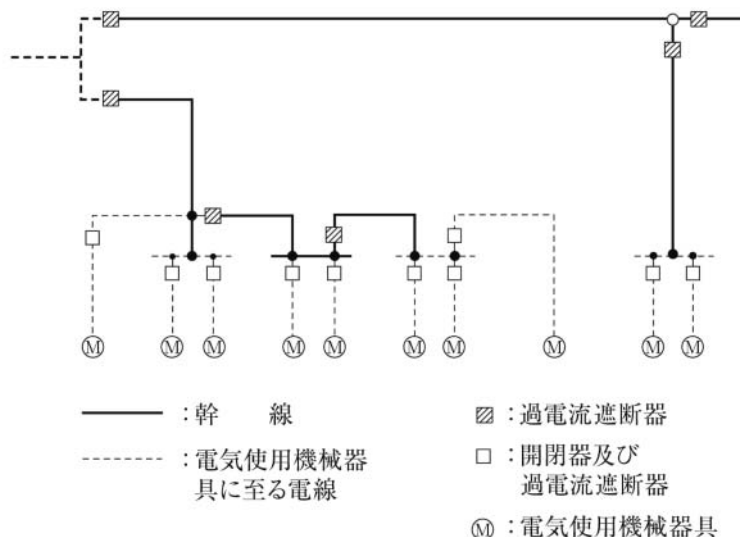 Ⓜ Ⓜ Ⓜ Ⓜ Ⓜ Ⓜ Ⓜ Ⓜ Ⓜ Ⓜ
：幹　　線
：電気使用機械器
具に至る電線
：過電流遮断器
：開閉器及び
過電流遮断器
Ⓜ：電気使用機械器具